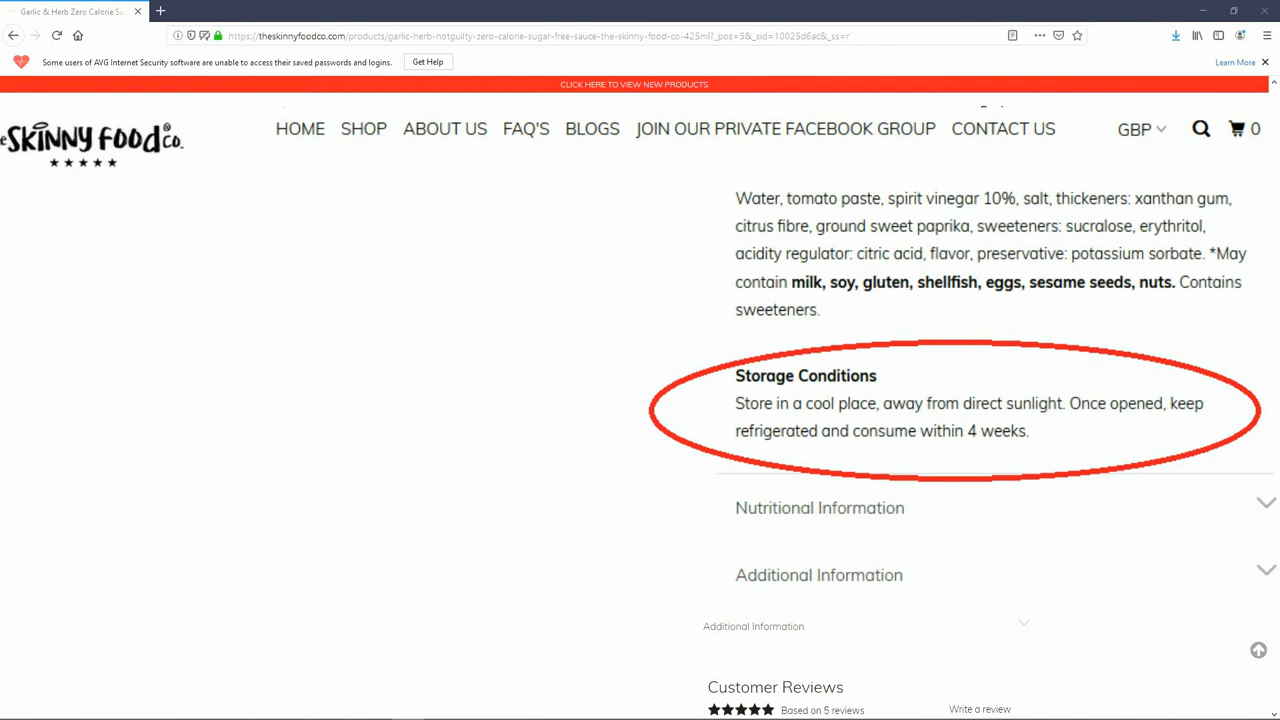 Garlic & Herb Zero Calorie Su
https://theskinnyfoodco.com/products/garlic-herb-notguilty-zero-calorie-sugar-free-sauce-the-skinny-food-co-425ml?_pos=5&_sid=10025d6ac&_ss=r
Some users of AVG Internet Security software are unable to access their saved passwords and logins. Get Help Learn More
CLICK HERE TO VIEW NEW PRODUCTS
SKINNY FOOD Co.
HOME SHOP ABOUT US FAQ'S BLOGS JOIN OUR PRIVATE FACEBOOK GROUP CONTACT US GBP 0
Water, tomato paste, spirit vinegar 10%, salt, thickeners: xanthan gum,
citrus fibre, ground sweet paprika, sweeteners: sucralose, erythritol,
acidity regulator: citric acid, flavor, preservative: potassium sorbate. *May
contain milk, soy, gluten, shellfish, eggs, sesame seeds, nuts. Contains
sweeteners.
Storage Conditions
Store in a cool place, away from direct sunlight. Once opened, keep
refrigerated and consume within 4 weeks.
Nutritional Information
Additional Information
Additional Information
Customer Reviews
Based on 5 reviews Write a review